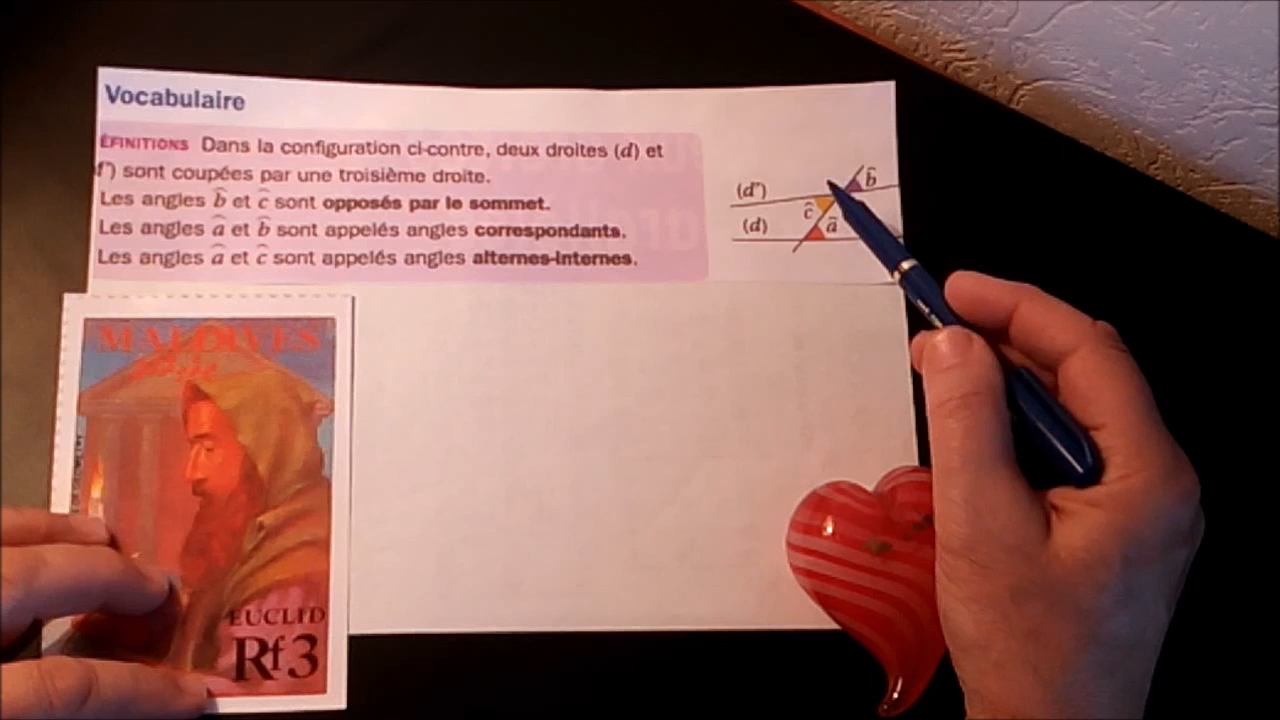 Vocabulaire
ÉFINITIONS Dans la configuration ci-contre, deux droites (d) et
') sont coupées par une troisième droite.
Les angles b̂ et ĉ sont opposés par le sommet.
Les angles â et b̂ sont appelés angles correspondants.
Les angles â et ĉ sont appelés angles alternes-internes.
(d')
b̂
ĉ
(d)
â
MALDIVES
EUCLID
Rf3